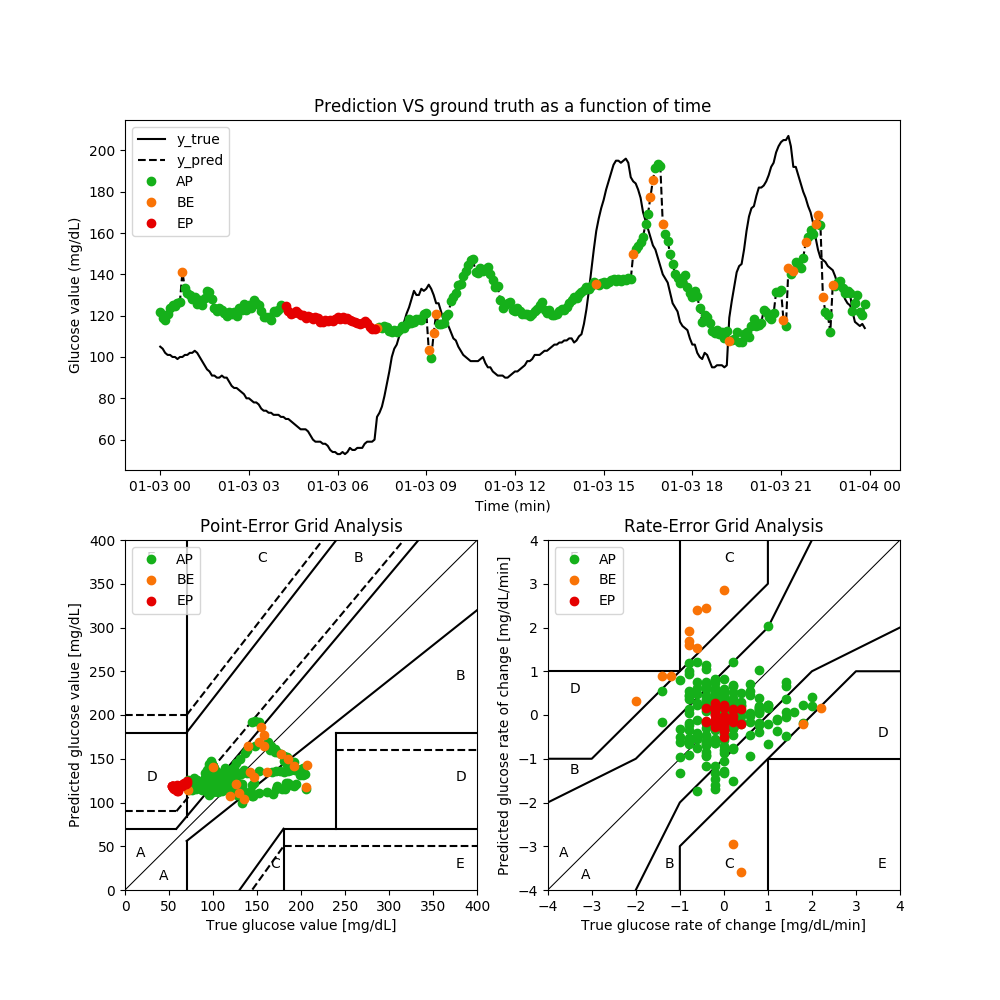 Prediction VS ground truth as a function of time
y_true
y_pred
AP
BE
EP
Glucose value (mg/dL)
200
180
160
140
120
100
80
60
01-03 00 01-03 03 01-03 06 01-03 09 01-03 12 01-03 15 01-03 18 01-03 21 01-04 00
Time (min)
Point-Error Grid Analysis
AP
BE
EP
C
B
B
D
D
A
A
C
E
Predicted glucose value [mg/dL]
400
350
300
250
200
150
100
50
0
0 50 100 150 200 250 300 350 400
True glucose value [mg/dL]
Rate-Error Grid Analysis
AP
BE
EP
C
D
D
B
A
A
B
C
E
Predicted glucose rate of change [mg/dL/min]
4
3
2
1
0
−1
−2
−3
−4
−4 −3 −2 −1 0 1 2 3 4
True glucose rate of change [mg/dL/min]